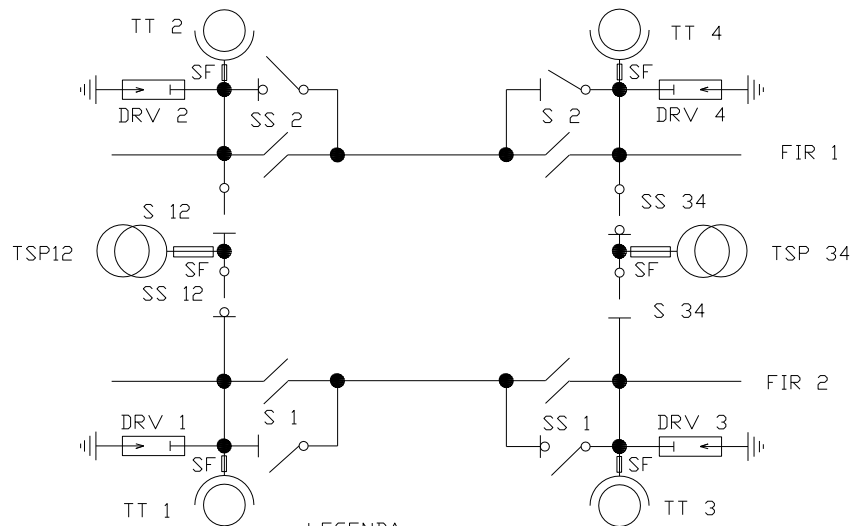 TT 2
TT 4
SF
SF
DRV 2
SS 2
S 2
DRV 4
FIR 1
S 12
SS 34
TSP12
SF
SF
TSP 34
SS 12
S 34
FIR 2
DRV 1
S 1
SS 1
DRV 3
SF
SF
TT 1
TT 3
LEGENDA